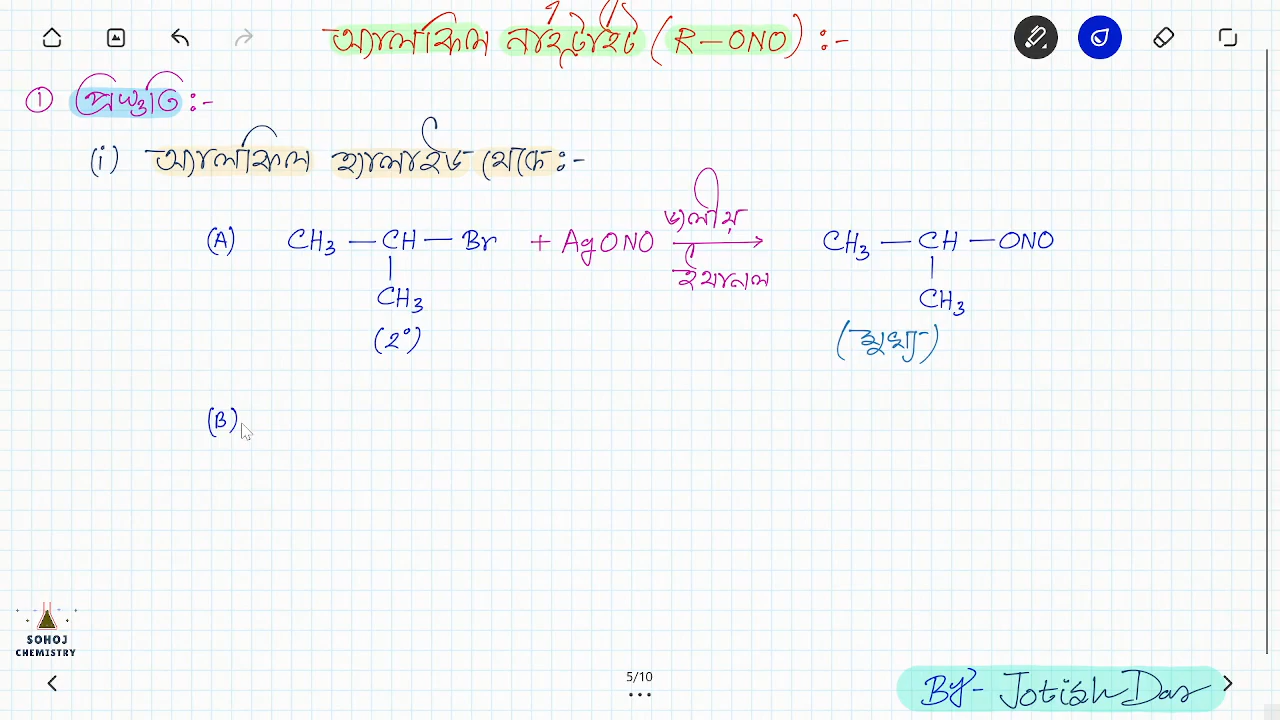 অ্যালকিল নাইট্রাইট (R-ONO) :-
① প্রস্তুতি :-
(i) অ্যালকিল হ্যালাইড থেকে :-
(A) CH3 — CH — Br + AgONO জলীয় ইথানল → CH3 — CH — ONO
CH3 CH3
(2°) (মুখ্য)
(B)
SOHOJ
CHEMISTRY
5/10
BY- Jotish Das